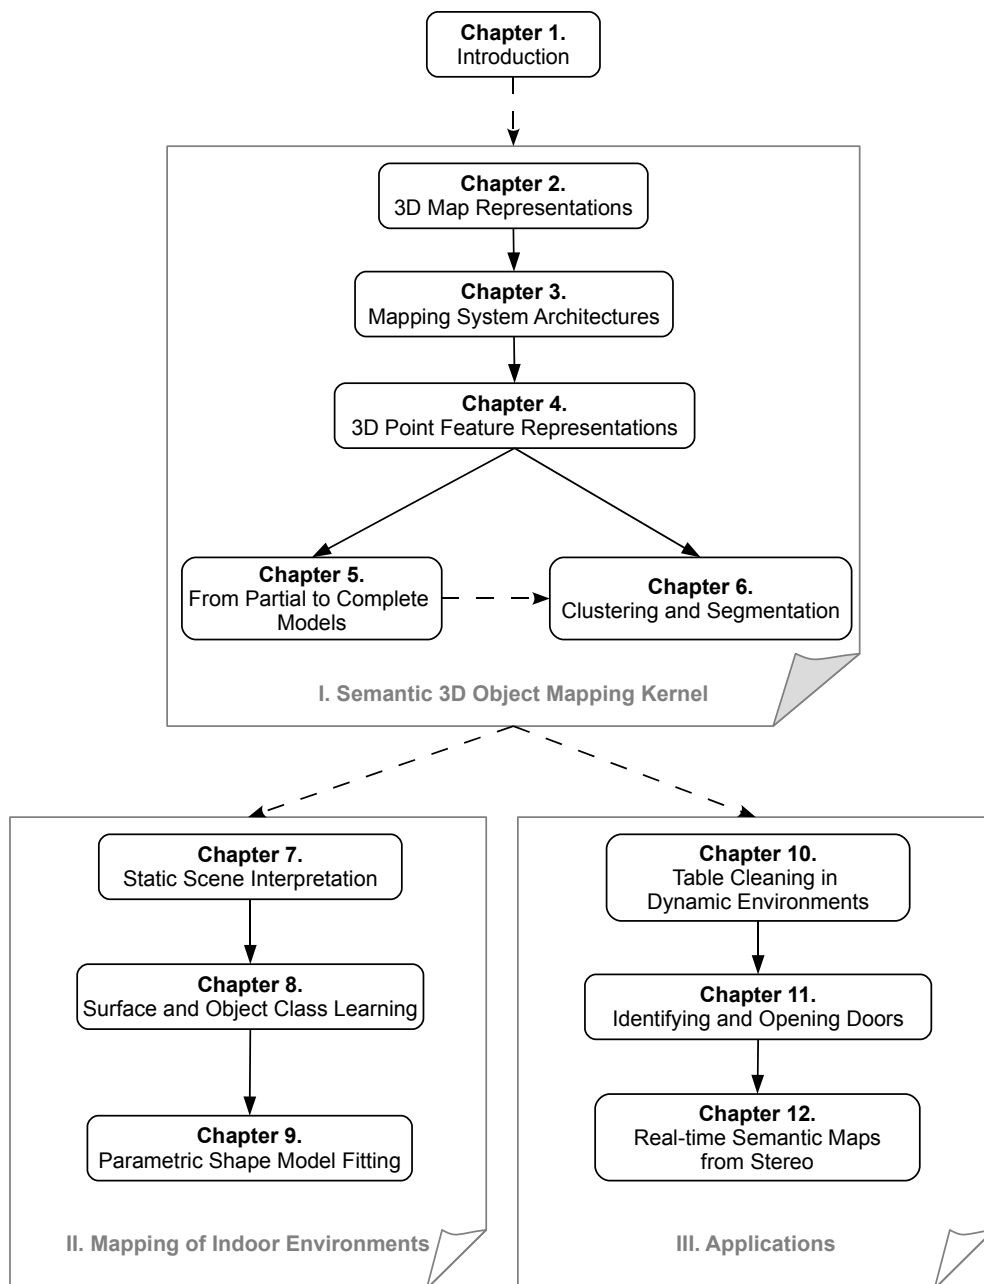 Chapter 1.
Introduction
Chapter 2.
3D Map Representations
Chapter 3.
Mapping System Architectures
Chapter 4.
3D Point Feature Representations
Chapter 5.
From Partial to Complete
Models
Chapter 6.
Clustering and Segmentation
I. Semantic 3D Object Mapping Kernel
Chapter 7.
Static Scene Interpretation
Chapter 8.
Surface and Object Class Learning
Chapter 9.
Parametric Shape Model Fitting
II. Mapping of Indoor Environments
Chapter 10.
Table Cleaning in
Dynamic Environments
Chapter 11.
Identifying and Opening Doors
Chapter 12.
Real-time Semantic Maps
from Stereo
III. Applications